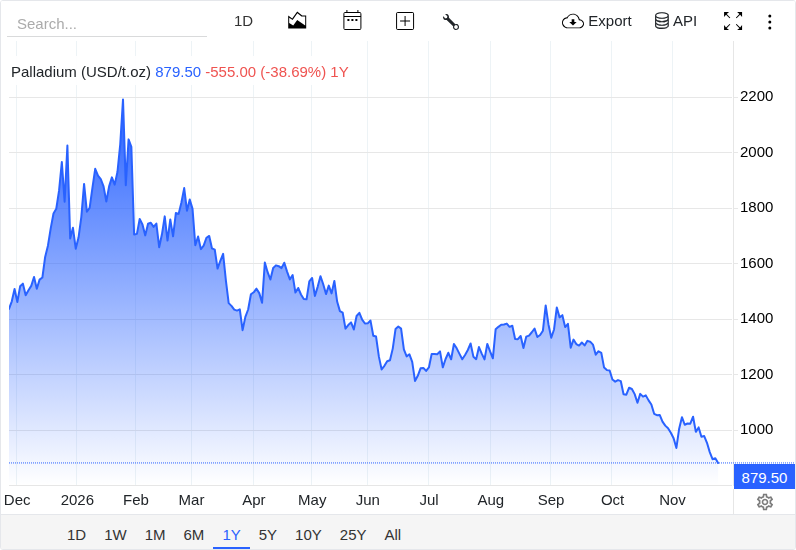 Search... 1D Export API
Palladium (USD/t.oz) 879.50 -555.00 (-38.69%) 1Y
2200
2000
1800
1600
1400
1200
1000
879.50
Dec 2026 Feb Mar Apr May Jun Jul Aug Sep Oct Nov
1D 1W 1M 6M 1Y 5Y 10Y 25Y All